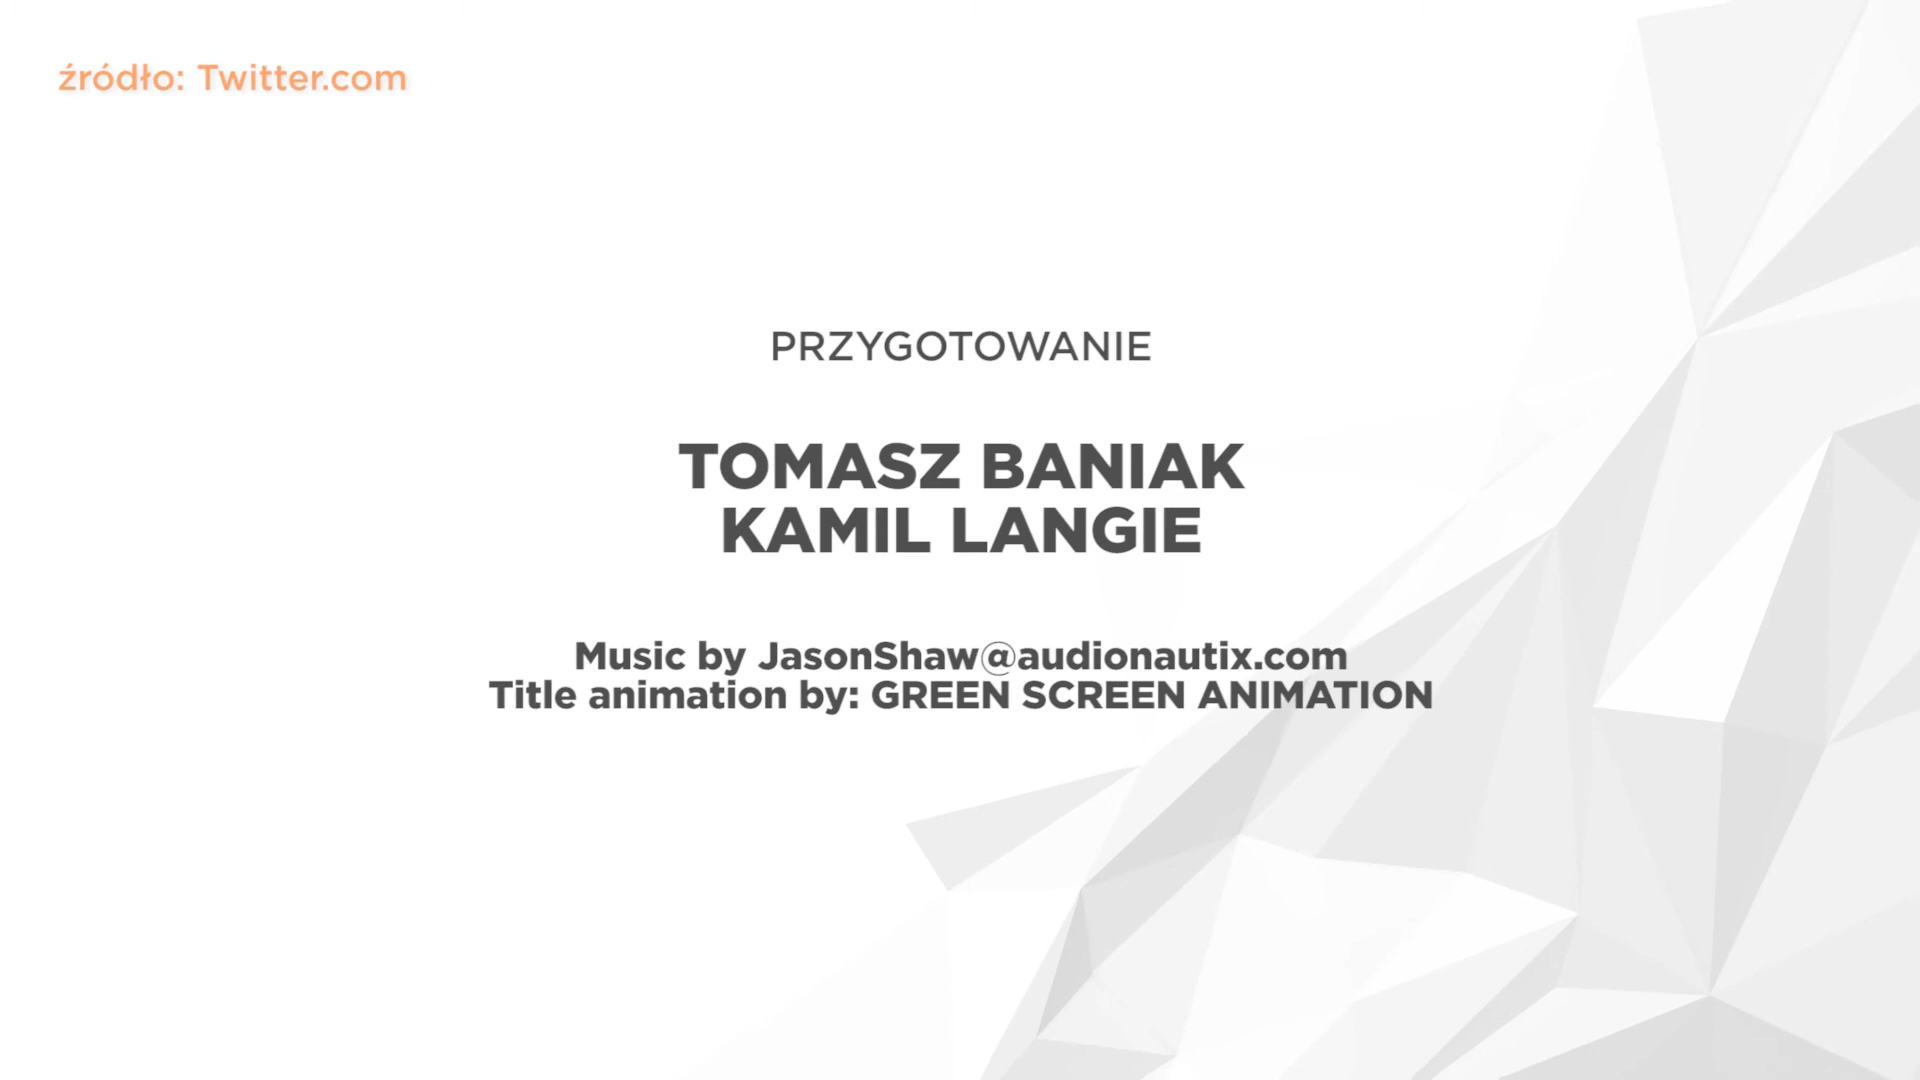 źródło: Twitter.com
PRZYGOTOWANIE
TOMASZ BANIAK
KAMIL LANGIE
Music by JasonShaw@audionautix.com
Title animation by: GREEN SCREEN ANIMATION